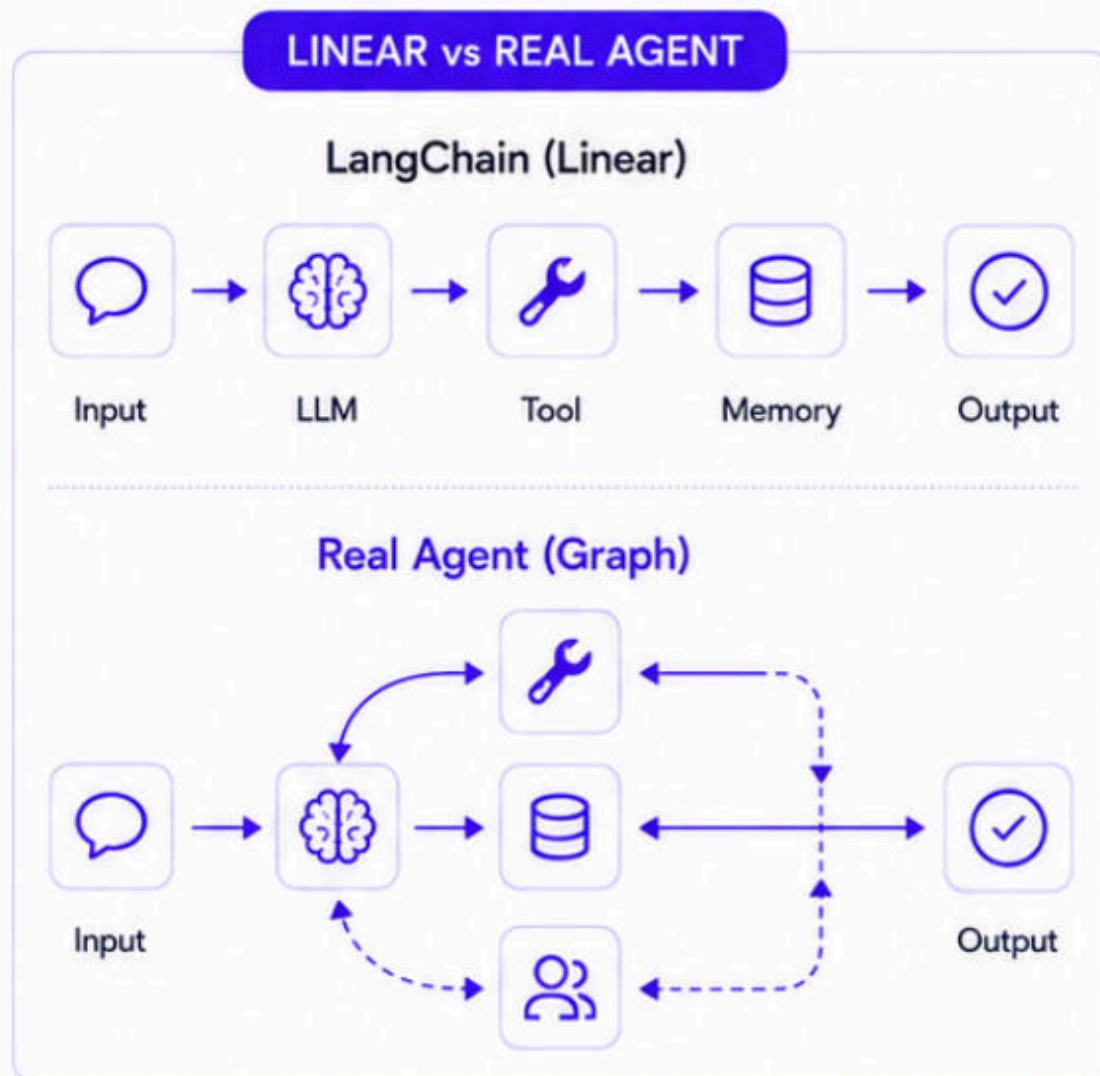 LINEAR vs REAL AGENT
LangChain (Linear)
Input LLM Tool Memory Output
Real Agent (Graph)
Input Output